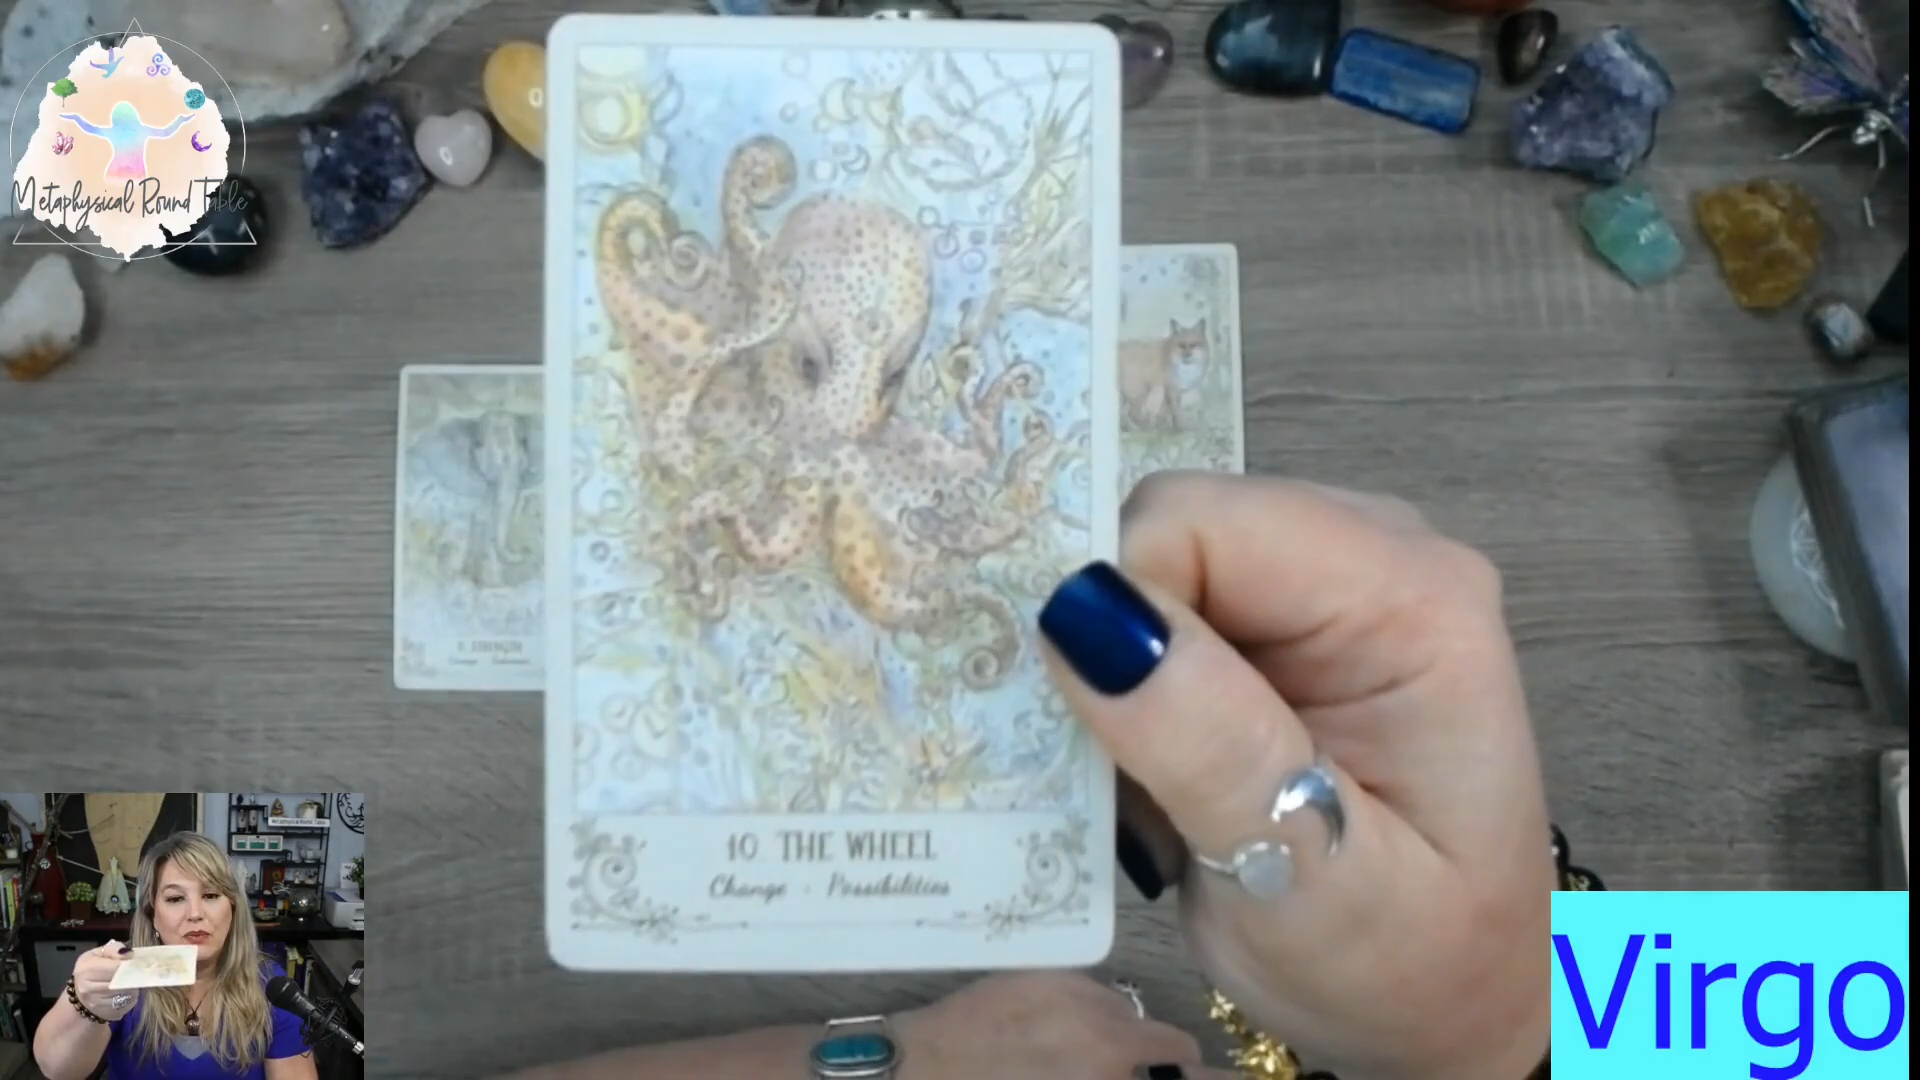 Metaphysical Round Table
10 THE WHEEL
Change · Possibilities
Virgo